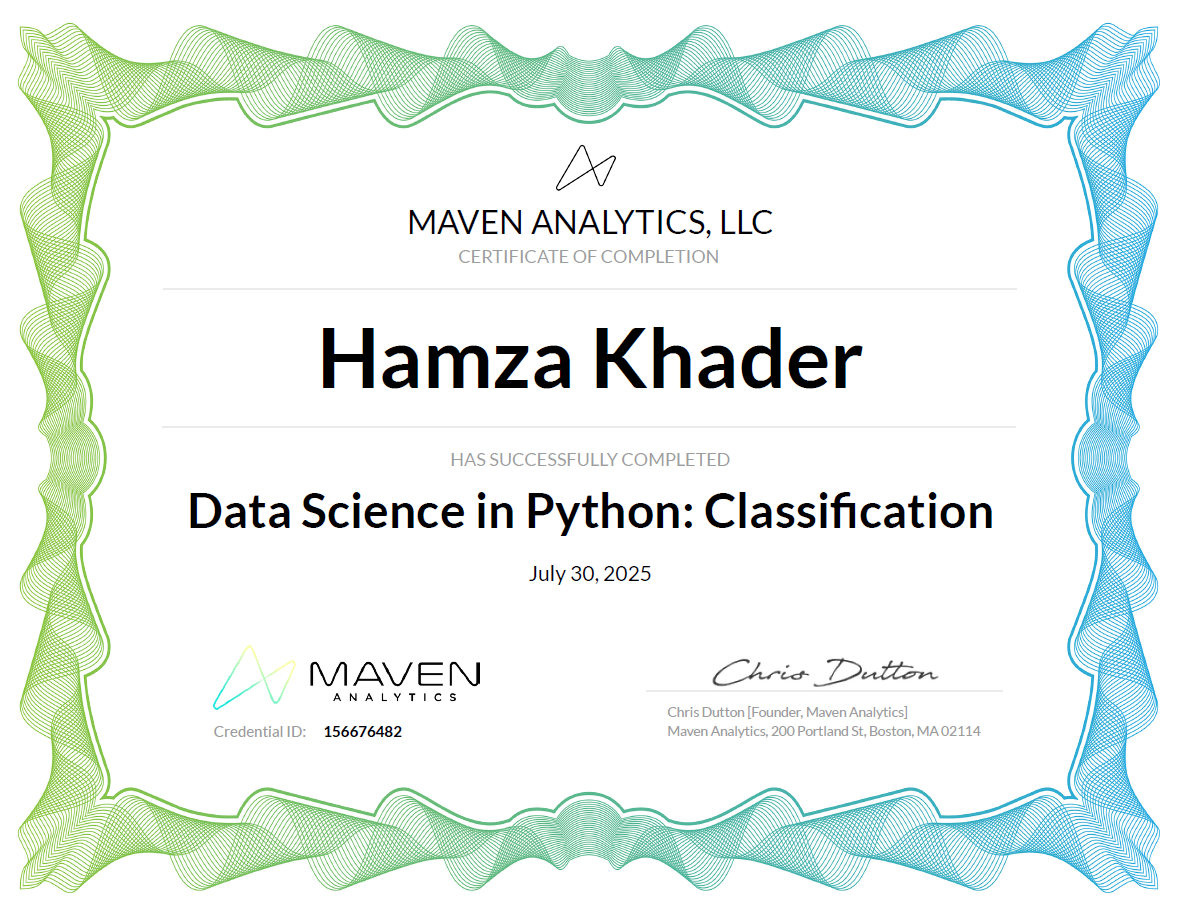 MAVEN ANALYTICS, LLC
CERTIFICATE OF COMPLETION
Hamza Khader
HAS SUCCESSFULLY COMPLETED
Data Science in Python: Classification
July 30, 2025
MAVEN
ANALYTICS
Credential ID: 156676482
Chris Dutton
Chris Dutton [Founder, Maven Analytics]
Maven Analytics, 200 Portland St, Boston, MA 02114